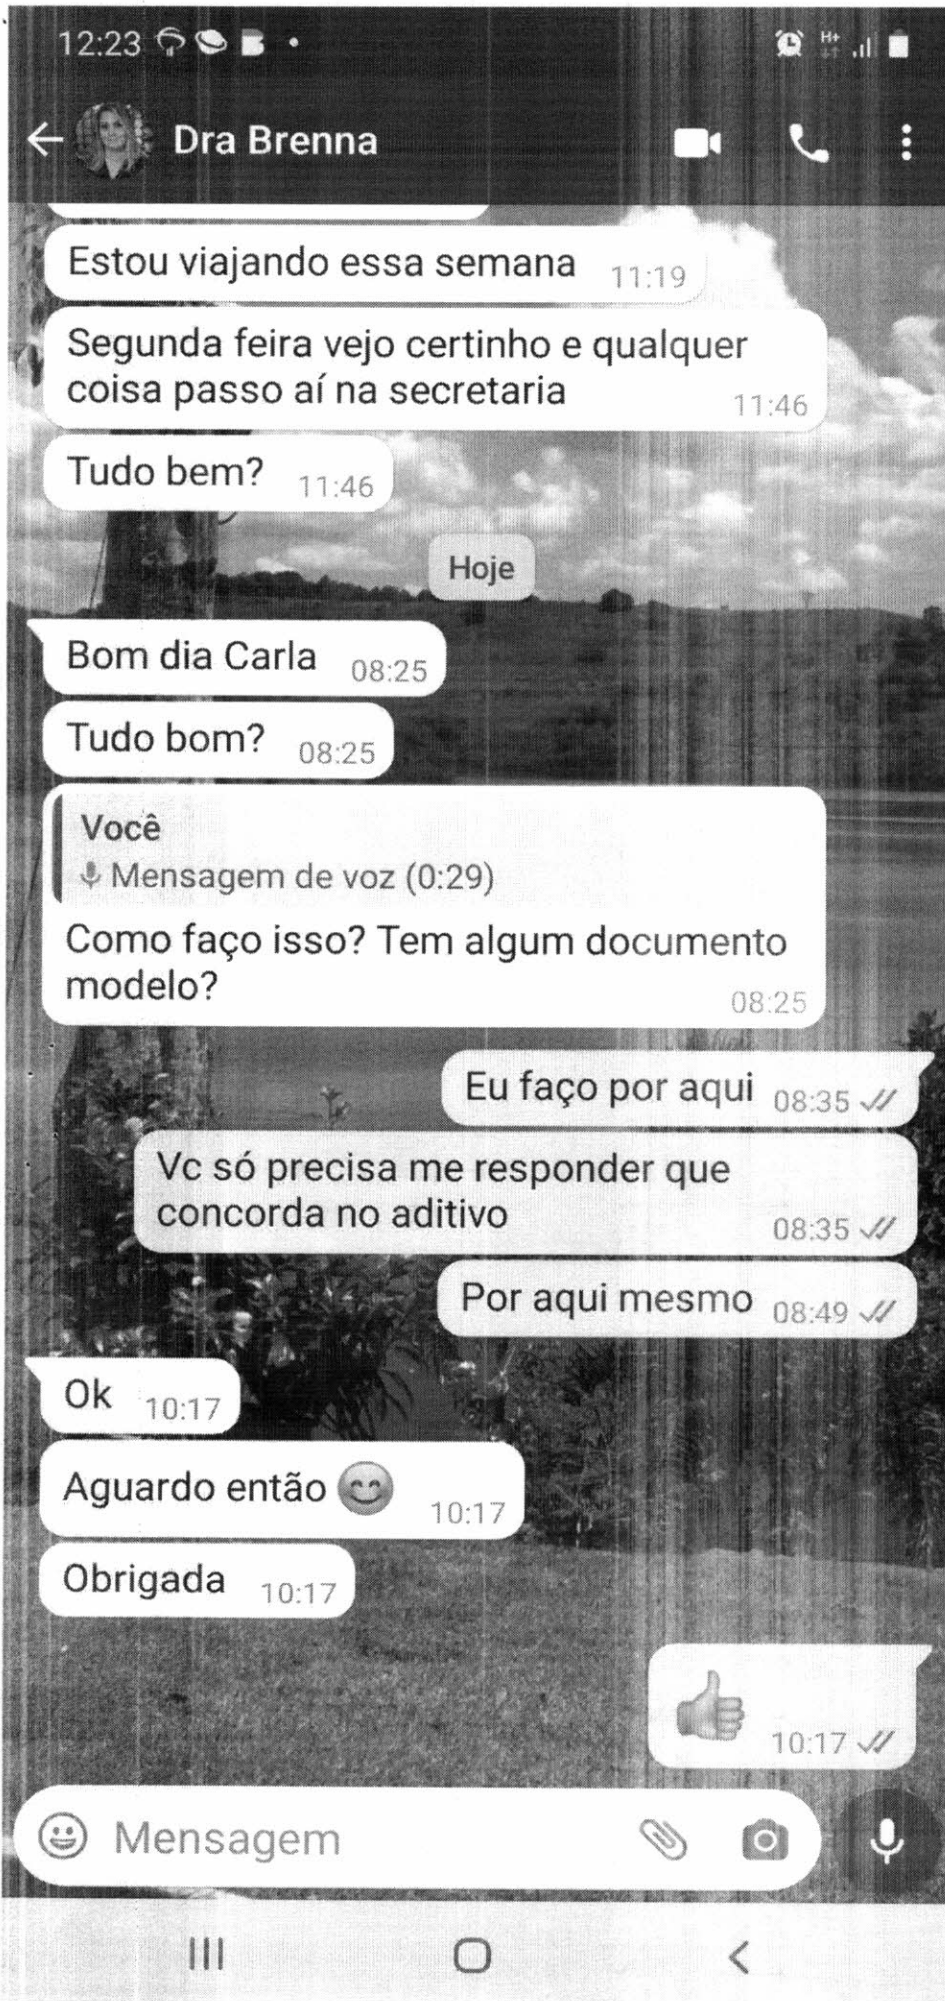 12:23
H+
Dra Brenna
Estou viajando essa semana 11:19
Segunda feira vejo certinho e qualquer
coisa passo aí na secretaria 11:46
Tudo bem? 11:46
Hoje
Bom dia Carla 08:25
Tudo bom? 08:25
Você
Mensagem de voz (0:29)
Como faço isso? Tem algum documento
modelo? 08:25
Eu faço por aqui 08:35
Vc só precisa me responder que
concorda no aditivo 08:35
Por aqui mesmo 08:49
Ok 10:17
Aguardo então 😊 10:17
Obrigada 10:17
👍 10:17
Mensagem